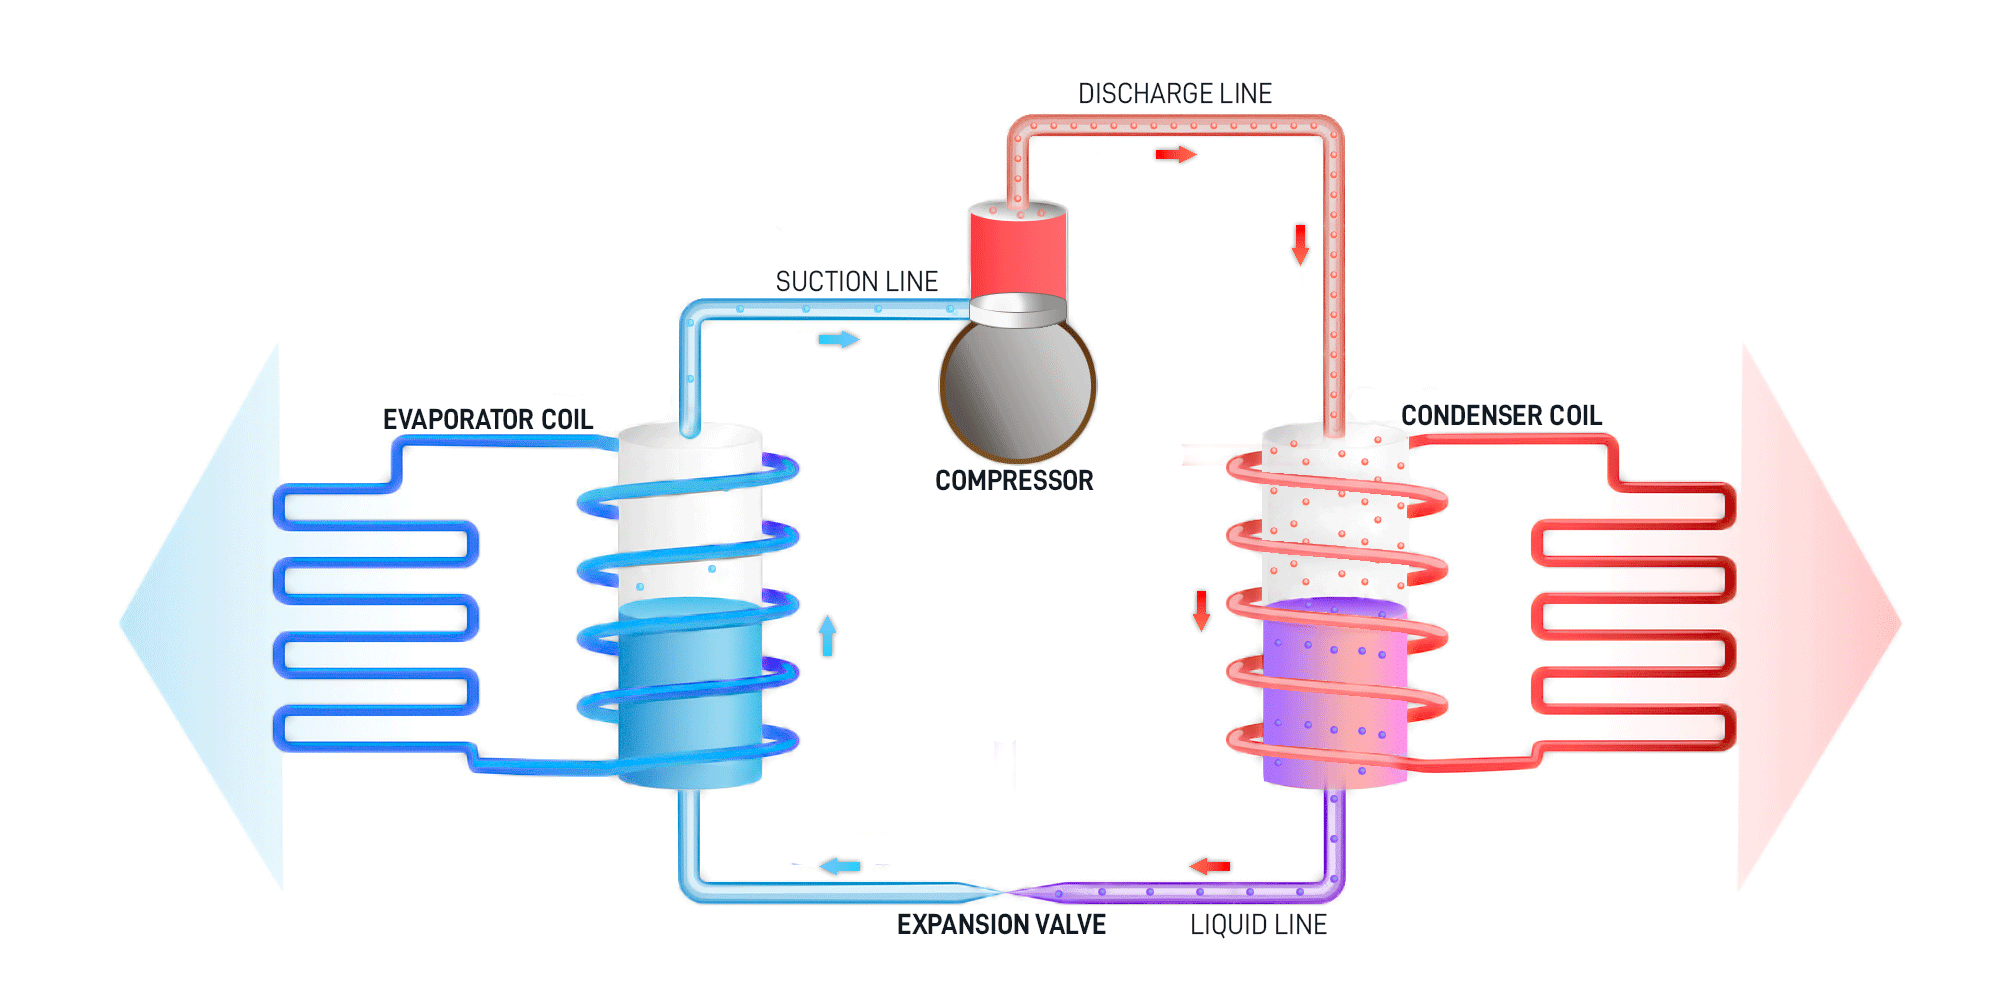 DISCHARGE LINE
SUCTION LINE
EVAPORATOR COIL
CONDENSER COIL
COMPRESSOR
EXPANSION VALVE
LIQUID LINE